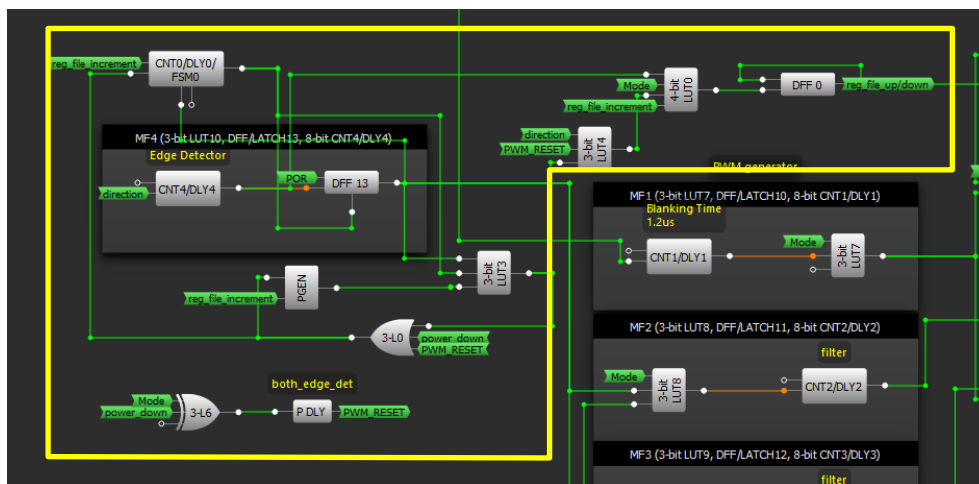 reg_file_increment
CNT0/DLY0/
FSM0
MF4 (3-bit LUT10, DFF/LATCH13, 8-bit CNT4/DLY4)
Edge Detector
direction
CNT4/DLY4
POR
DFF 13
Mode
reg_file_increment
4-bit
LUT0
DFF 0
reg_file_up/down
direction
PWM_RESET
3-bit
LUT4
PWM generator
MF1 (3-bit LUT7, DFF/LATCH10, 8-bit CNT1/DLY1)
Blanking Time
1.2us
CNT1/DLY1
Mode
3-bit
LUT7
PGEN
reg_file_increment
3-bit
LUT3
3-L0
power_down
PWM_RESET
MF2 (3-bit LUT8, DFF/LATCH11, 8-bit CNT2/DLY2)
filter
Mode
3-bit
LUT8
CNT2/DLY2
both_edge_det
Mode
power_down
3-L6
P DLY
PWM_RESET
MF3 (3-bit LUT9, DFF/LATCH12, 8-bit CNT3/DLY3)
filter